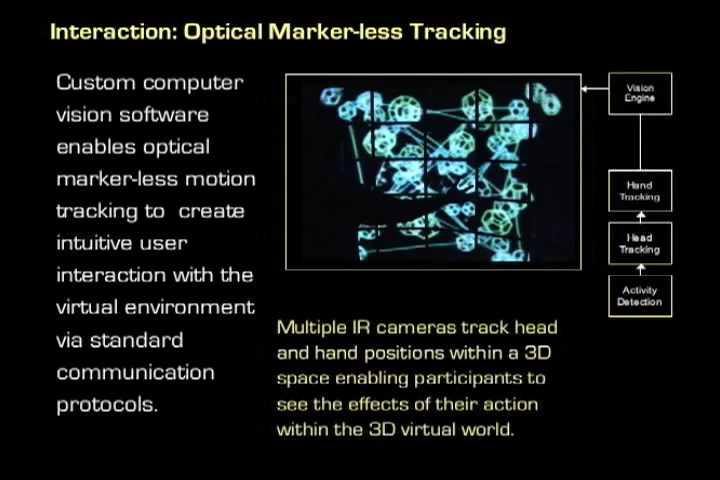 Interaction: Optical Marker-less Tracking
Custom computer
vision software
enables optical
marker-less motion
tracking to create
intuitive user
interaction with the
virtual environment
via standard
communication
protocols.
Vision
Engine
Hand
Tracking
Head
Tracking
Activity
Detection
Multiple IR cameras track head
and hand positions within a 3D
space enabling participants to
see the effects of their action
within the 3D virtual world.